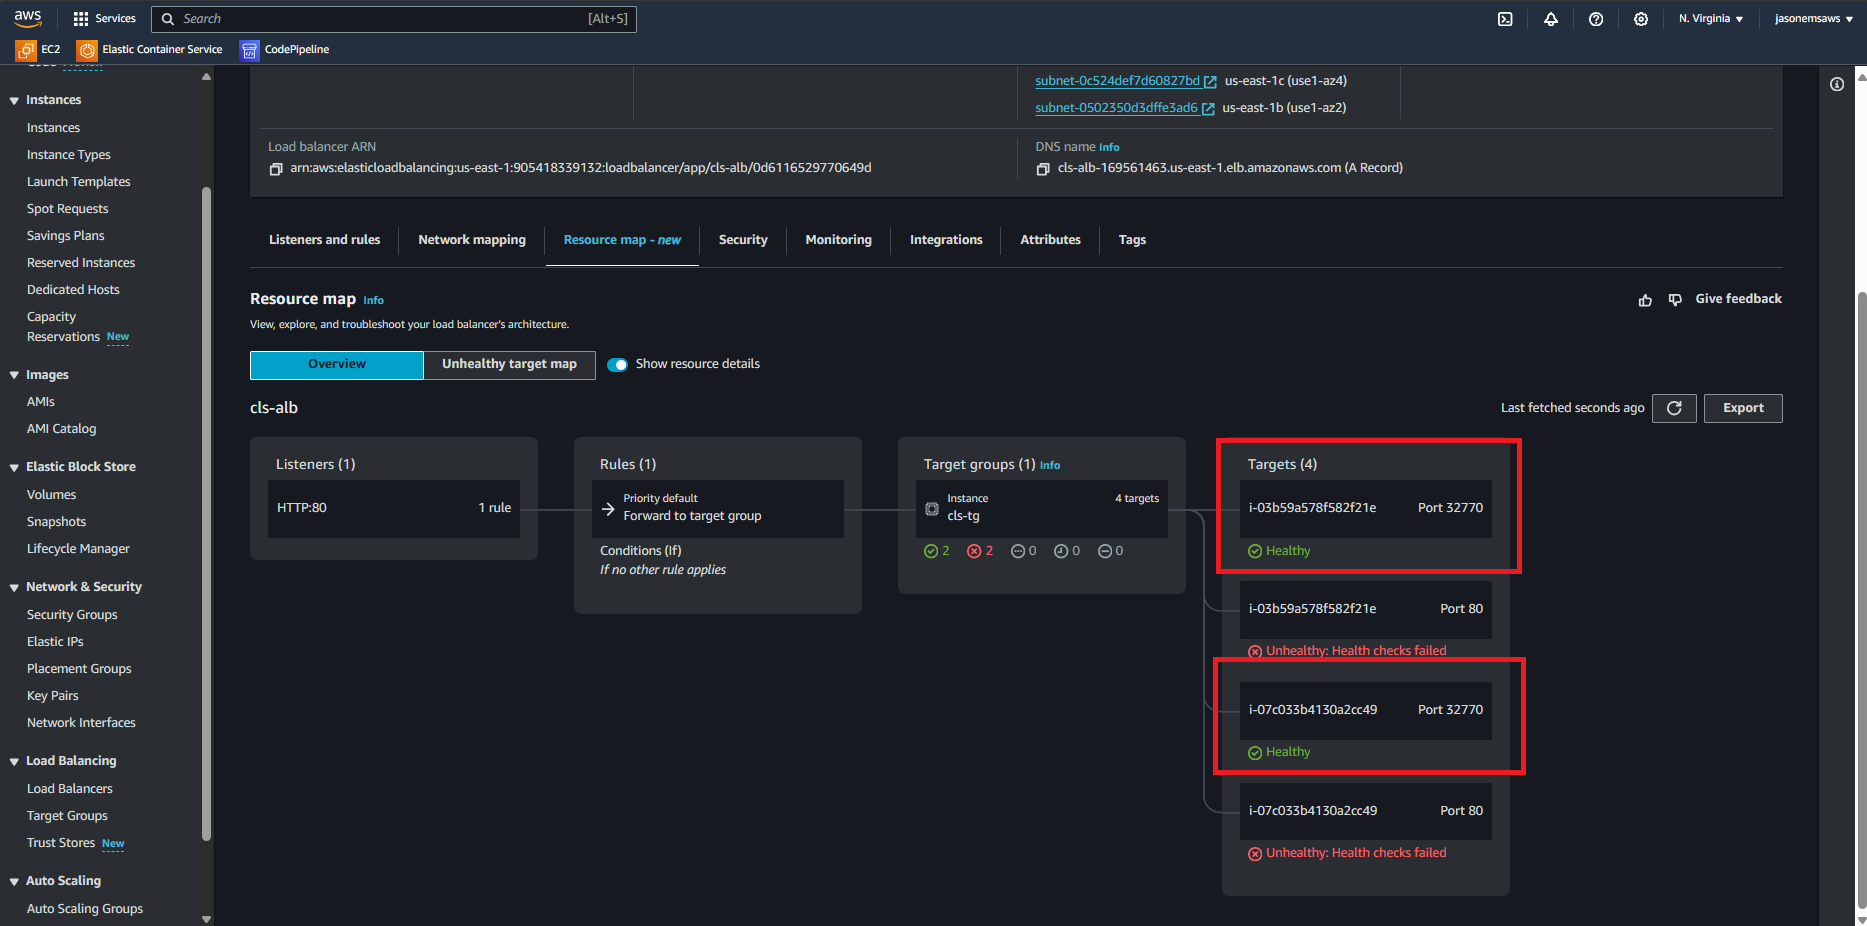 aws
Services
Search
[Alt+S]
N. Virginia
jasonemsaws
EC2
Elastic Container Service
CodePipeline
Instances
Instances
Instance Types
Launch Templates
Spot Requests
Savings Plans
Reserved Instances
Dedicated Hosts
Capacity
Reservations New
Images
AMIs
AMI Catalog
Elastic Block Store
Volumes
Snapshots
Lifecycle Manager
Network & Security
Security Groups
Elastic IPs
Placement Groups
Key Pairs
Network Interfaces
Load Balancing
Load Balancers
Target Groups
Trust Stores New
Auto Scaling
Auto Scaling Groups
subnet-0c524def7d60827bd us-east-1c (use1-az4)
subnet-0502350d3dffe3ad6 us-east-1b (use1-az2)
Load balancer ARN
arn:aws:elasticloadbalancing:us-east-1:905418339132:loadbalancer/app/cls-alb/0d6116529770649d
DNS name Info
cls-alb-169561463.us-east-1.elb.amazonaws.com (A Record)
Listeners and rules
Network mapping
Resource map - new
Security
Monitoring
Integrations
Attributes
Tags
Resource map Info
Give feedback
View, explore, and troubleshoot your load balancer's architecture.
Overview
Unhealthy target map
Show resource details
cls-alb
Last fetched seconds ago
Export
Listeners (1)
HTTP:80 1 rule
Rules (1)
Priority default
Forward to target group
Conditions (If)
If no other rule applies
Target groups (1) Info
Instance 4 targets
cls-tg
2 2 0 0 0
Targets (4)
i-03b59a578f582f21e Port 32770
Healthy
i-03b59a578f582f21e Port 80
Unhealthy: Health checks failed
i-07c033b4130a2cc49 Port 32770
Healthy
i-07c033b4130a2cc49 Port 80
Unhealthy: Health checks failed